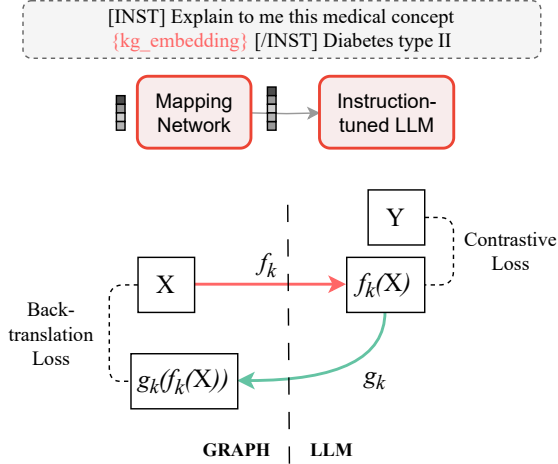 [INST] Explain to me this medical concept
{kg_embedding} [/INST] Diabetes type II
Mapping
Network
Instruction-
tuned LLM
Y
Contrastive
Loss
X
f_k
f_k(X)
Back-
translation
Loss
g_k(f_k(X))
g_k
GRAPH
LLM